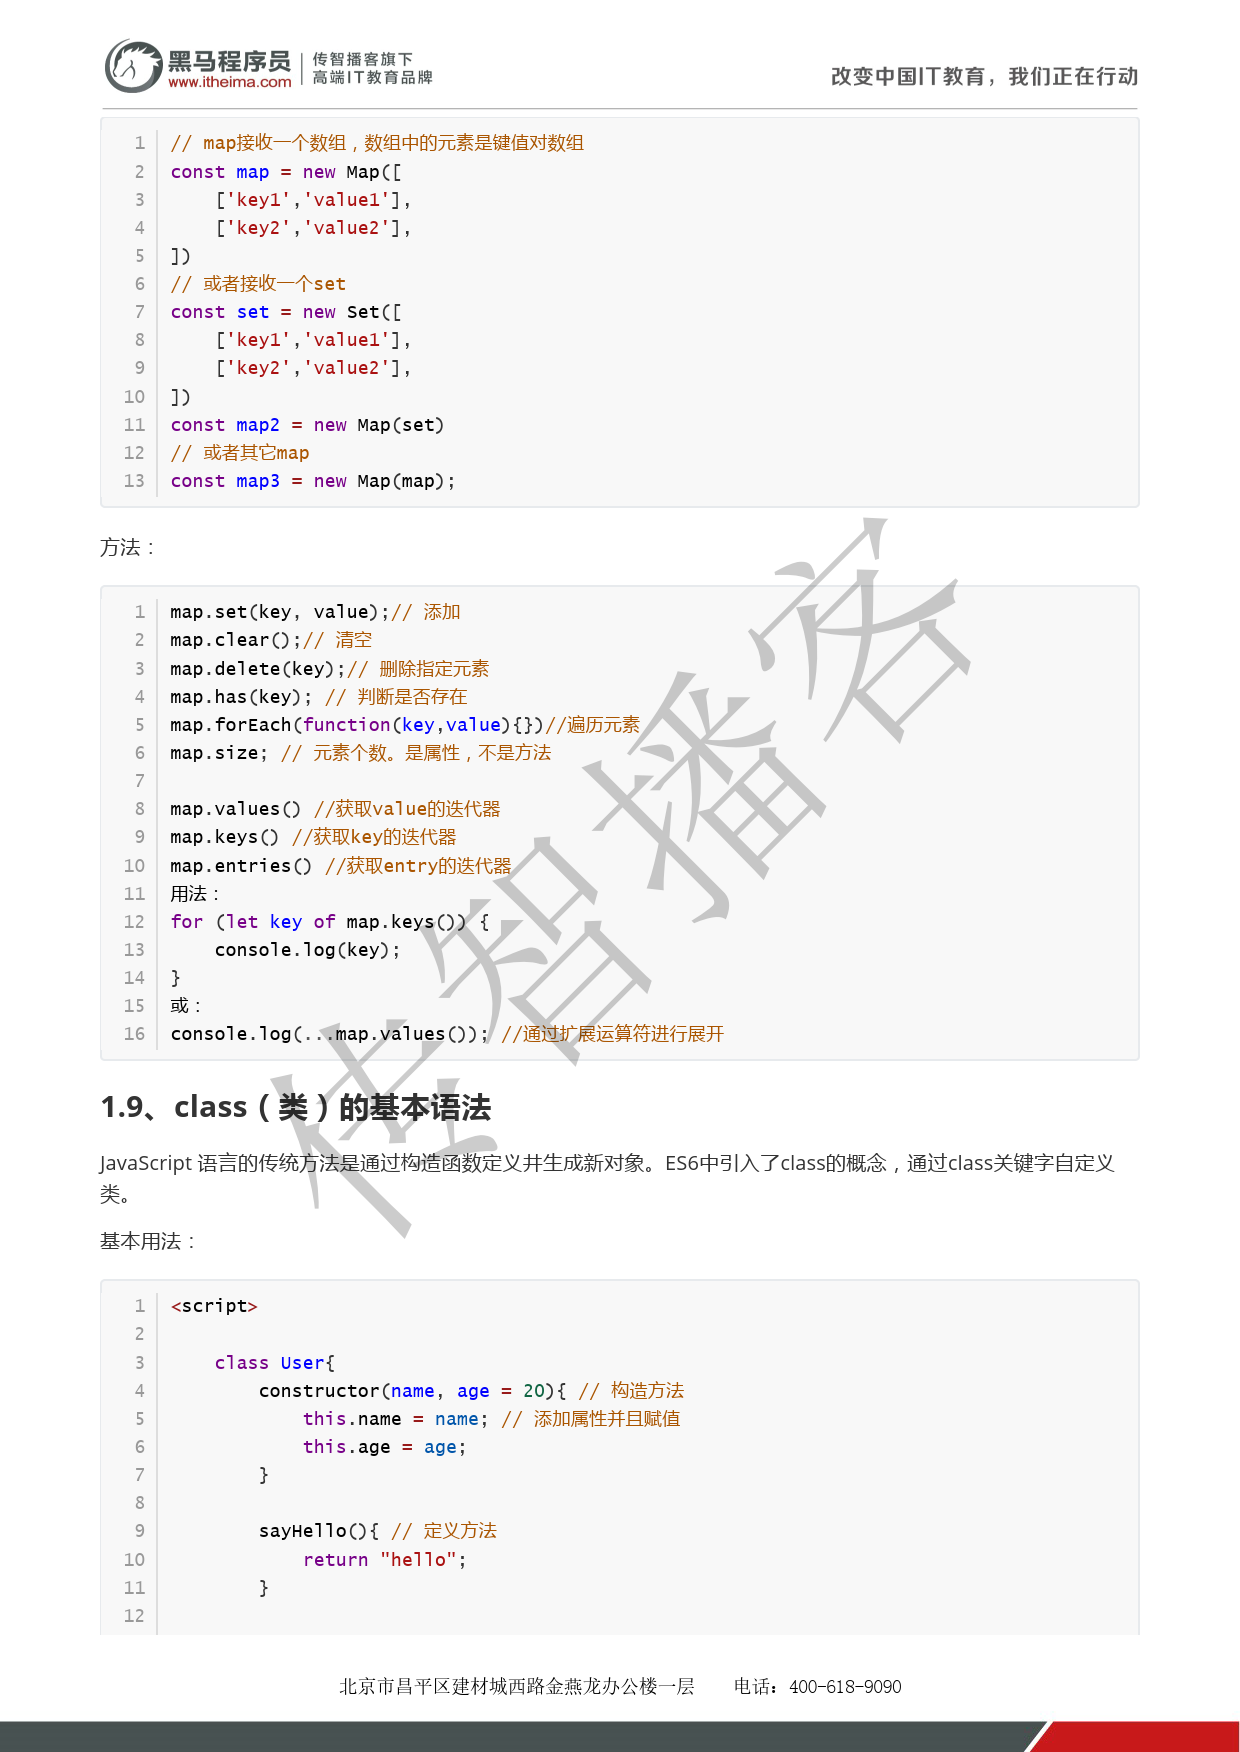 黑马程序员
www.itheima.com
传智播客旗下
高端IT教育品牌
改变中国IT教育，我们正在行动
1 // map接收一个数组，数组中的元素是键值对数组
2 const map = new Map([
3     ['key1','value1'],
4     ['key2','value2'],
5 ])
6 // 或者接收一个set
7 const set = new Set([
8     ['key1','value1'],
9     ['key2','value2'],
10 ])
11 const map2 = new Map(set)
12 // 或者其它map
13 const map3 = new Map(map);
方法：
1 map.set(key, value);// 添加
2 map.clear();// 清空
3 map.delete(key);// 删除指定元素
4 map.has(key); // 判断是否存在
5 map.forEach(function(key,value){})//遍历元素
6 map.size; // 元素个数。是属性，不是方法
7
8 map.values() //获取value的迭代器
9 map.keys() //获取key的迭代器
10 map.entries() //获取entry的迭代器
11 用法：
12 for (let key of map.keys()) {
13     console.log(key);
14 }
15 或：
16 console.log(...map.values()); //通过扩展运算符进行展开
传智播客
1.9、class（类）的基本语法
JavaScript 语言的传统方法是通过构造函数定义并生成新对象。ES6中引入了class的概念，通过class关键字自定义
类。
基本用法：
1 <script>
2
3     class User{
4         constructor(name, age = 20){ // 构造方法
5             this.name = name; // 添加属性并且赋值
6             this.age = age;
7         }
8
9         sayHello(){ // 定义方法
10             return "hello";
11         }
12
北京市昌平区建材城西路金燕龙办公楼一层 电话：400-618-9090